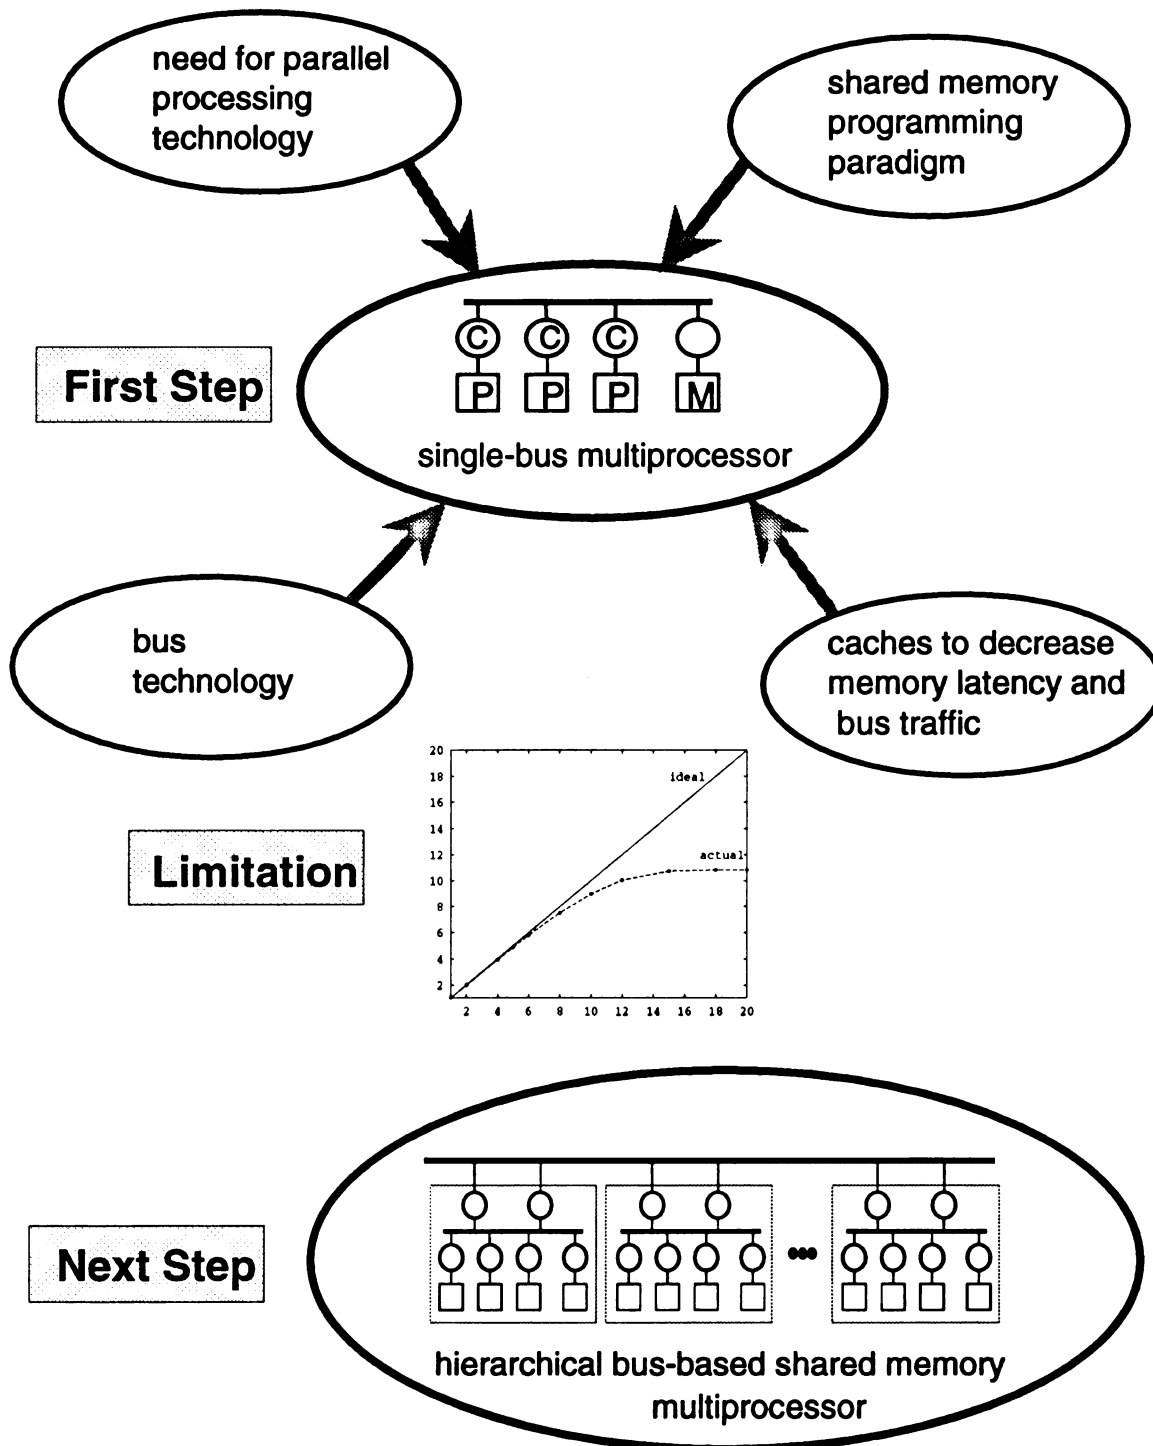 need for parallel
processing
technology
shared memory
programming
paradigm
C C C
P P P M
single-bus multiprocessor
First Step
bus
technology
caches to decrease
memory latency and
bus traffic
Limitation
20
18
16
14
12
10
8
6
4
2
ideal
actual
2 4 6 8 10 12 14 16 18 20
Next Step
hierarchical bus-based shared memory
multiprocessor